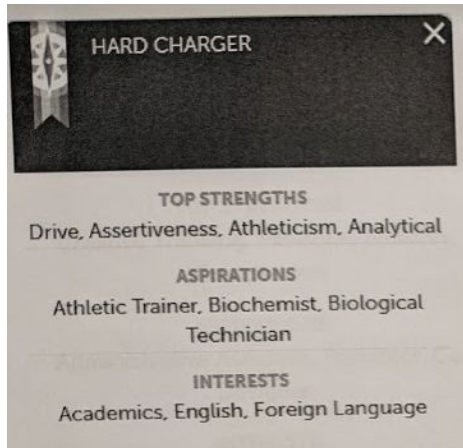 HARD CHARGER
TOP STRENGTHS
Drive, Assertiveness, Athleticism, Analytical
ASPIRATIONS
Athletic Trainer, Biochemist, Biological
Technician
INTERESTS
Academics, English, Foreign Language